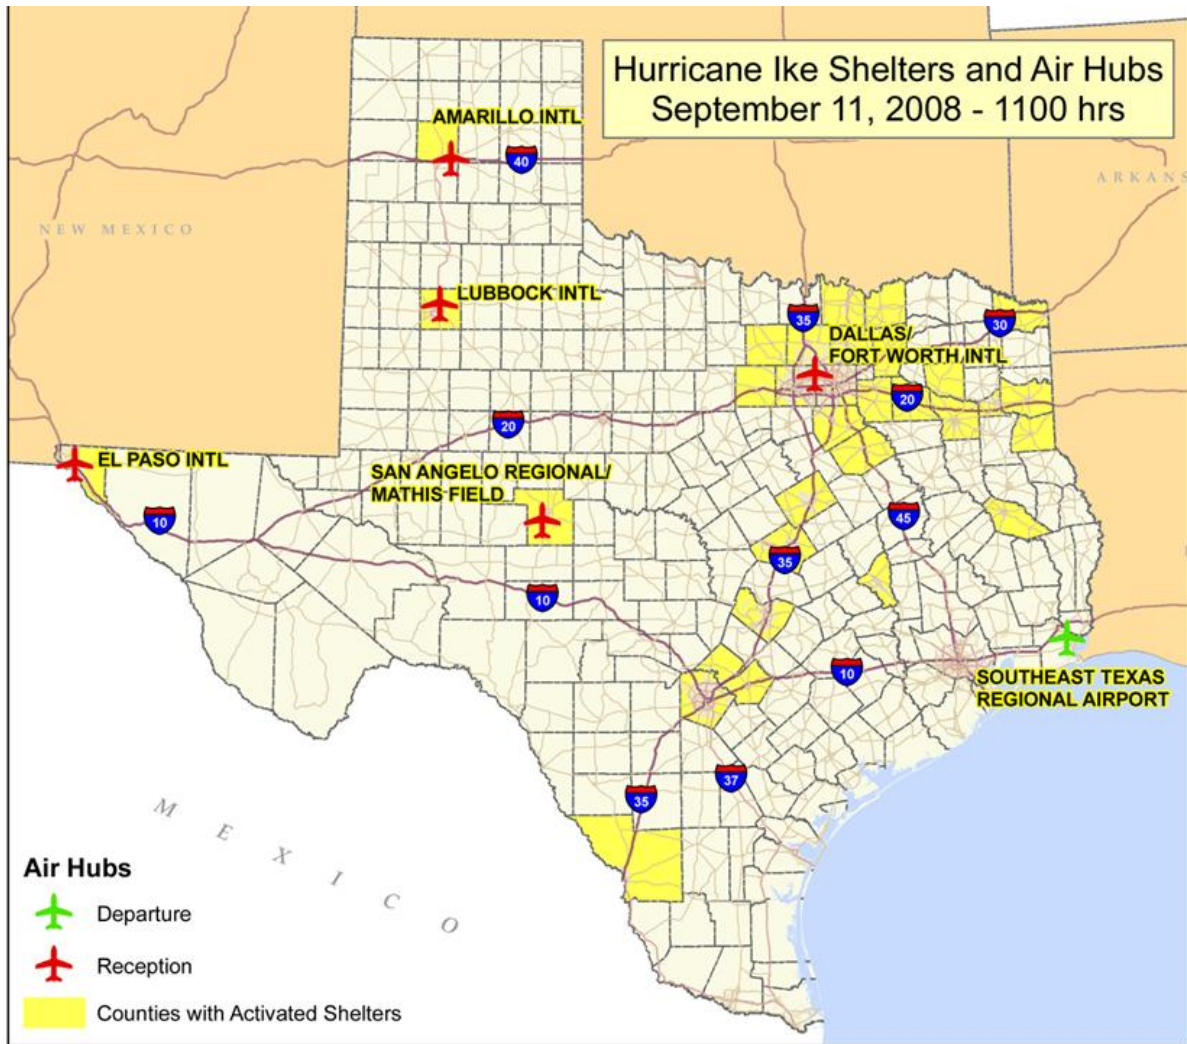 Hurricane Ike Shelters and Air Hubs
September 11, 2008 - 1100 hrs
AMARILLO INTL
40
ARKANS
NEW MEXICO
LUBBOCK INTL
35
30
DALLAS/
FORT WORTH INTL
20
20
EL PASO INTL
SAN ANGELO REGIONAL/
MATHIS FIELD
10
45
35
10
10
SOUTHEAST TEXAS
REGIONAL AIRPORT
37
35
MEXICO
Air Hubs
Departure
Reception
Counties with Activated Shelters